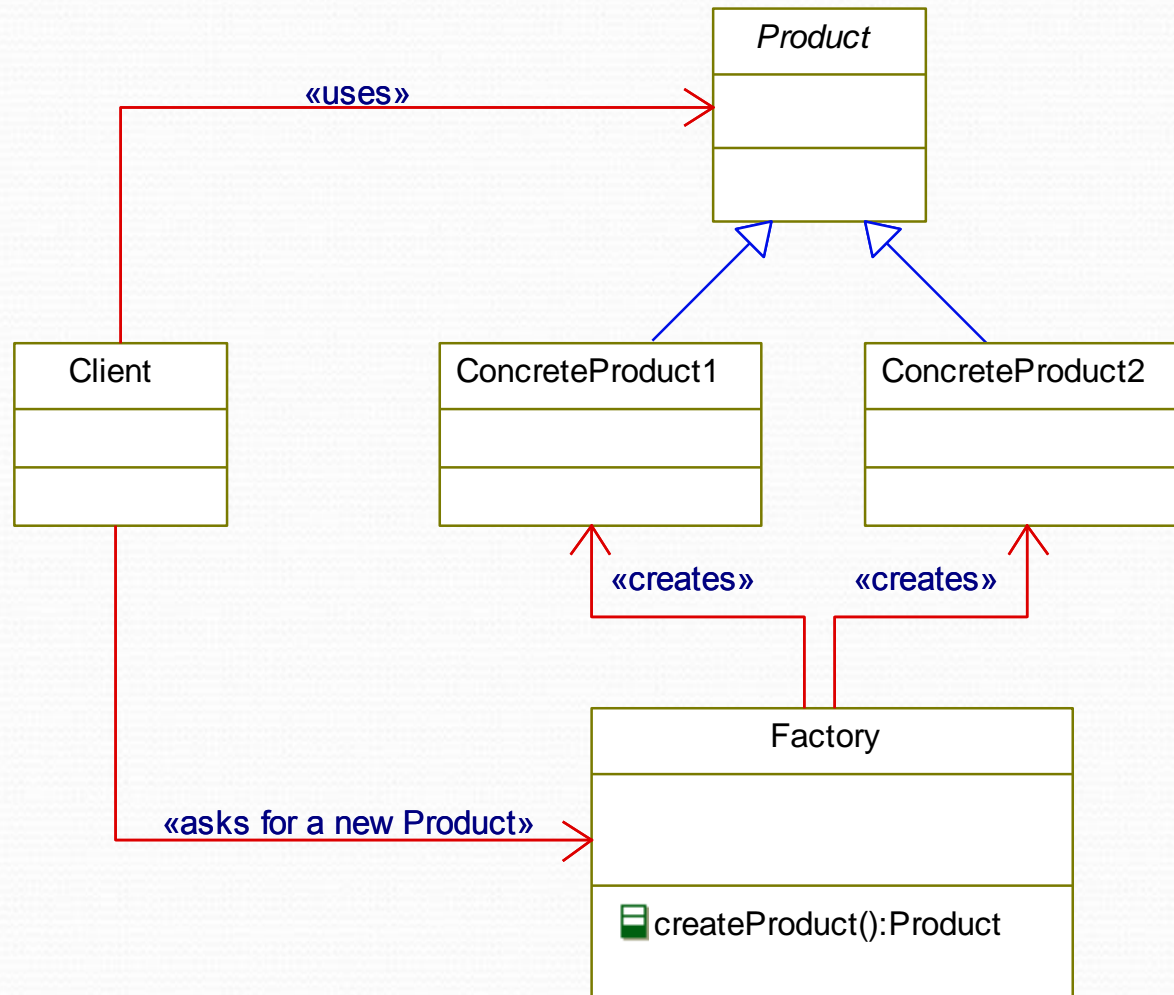 Product
«uses»
Client
ConcreteProduct1
ConcreteProduct2
«creates»
«creates»
Factory
«asks for a new Product»
createProduct():Product